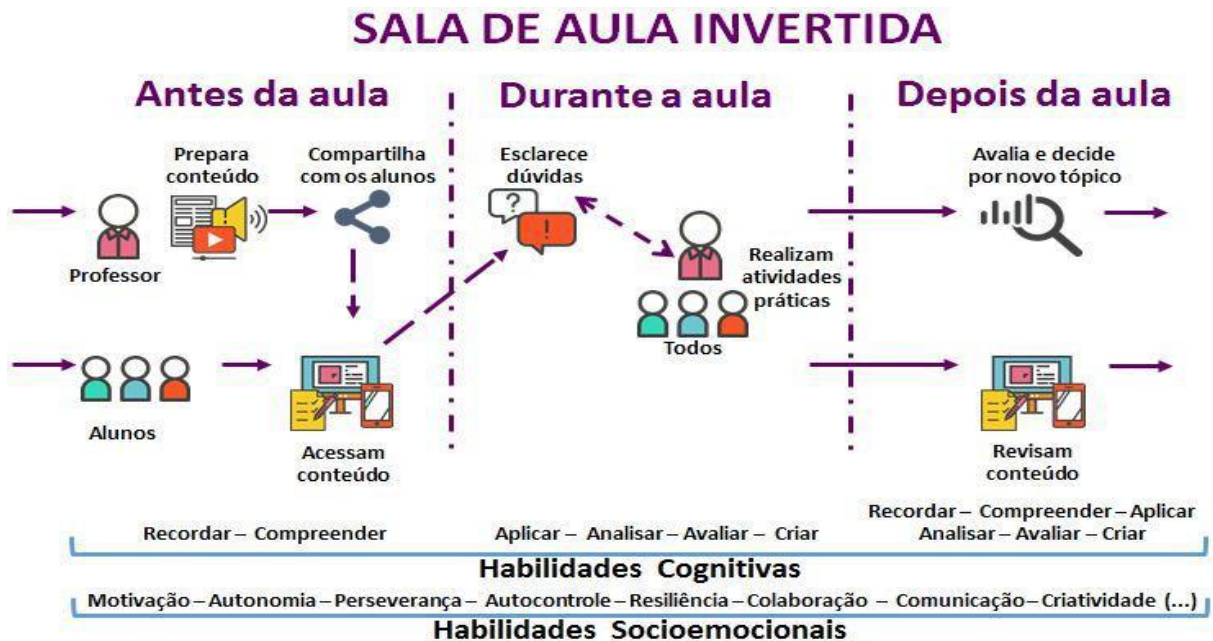 SALA DE AULA INVERTIDA
Antes da aula
Durante a aula
Depois da aula
Prepara
conteúdo
Compartilha
com os alunos
Esclarece
dúvidas
Avalia e decide
por novo tópico
?
!
!
Professor
Realizam
atividades
práticas
Todos
Alunos
Acessam
conteúdo
Revisam
conteúdo
Recordar – Compreender
Aplicar – Analisar – Avaliar – Criar
Recordar – Compreender – Aplicar
Analisar – Avaliar – Criar
Habilidades Cognitivas
Motivação – Autonomia – Perseverança – Autocontrole – Resiliência – Colaboração – Comunicação – Criatividade (...)
Habilidades Socioemocionais